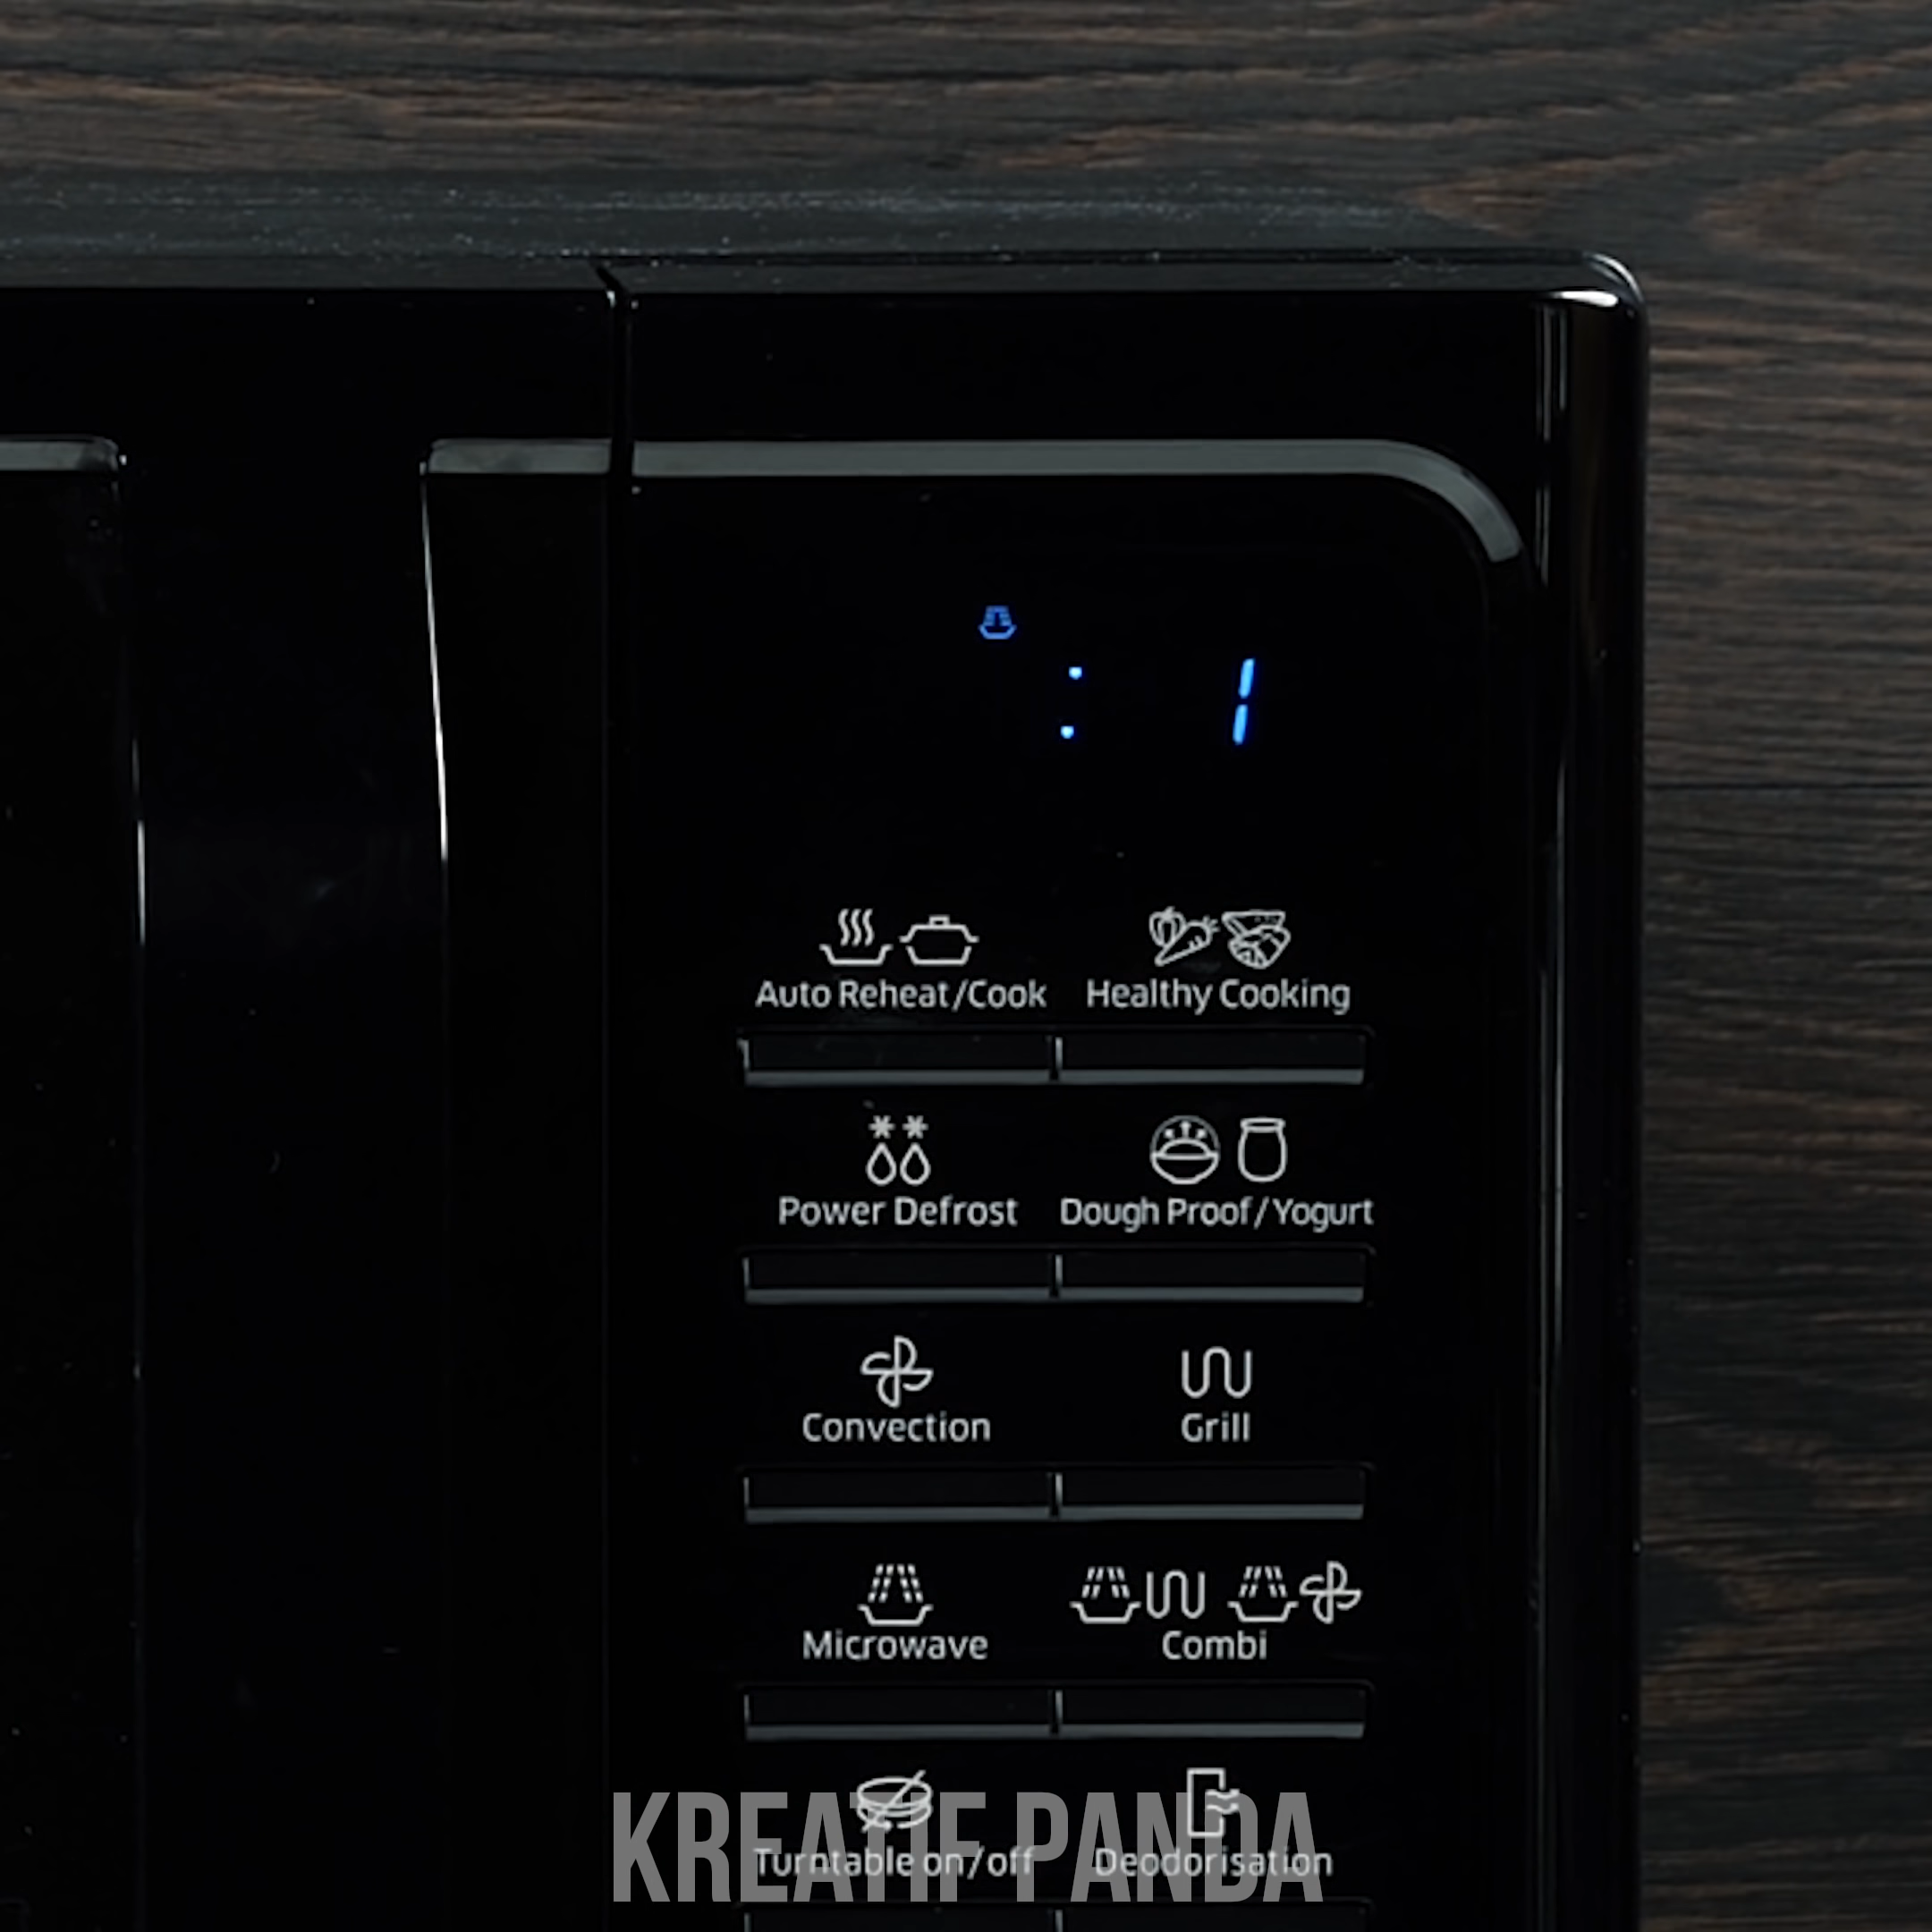 : 1
Auto Reheat/Cook Healthy Cooking
Power Defrost Dough Proof/Yogurt
Convection Grill
Microwave Combi
Turntable on/off Deodorisation
KREATIF PANDA